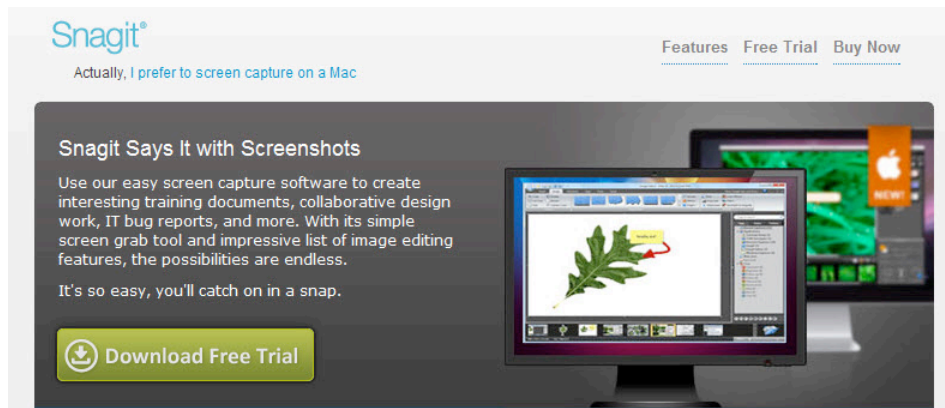 Snagit®
Features Free Trial Buy Now
Actually, I prefer to screen capture on a Mac
Snagit Says It with Screenshots
Use our easy screen capture software to create
interesting training documents, collaborative design
work, IT bug reports, and more. With its simple
screen grab tool and impressive list of image editing
features, the possibilities are endless.
It's so easy, you'll catch on in a snap.
Download Free Trial
NEW!